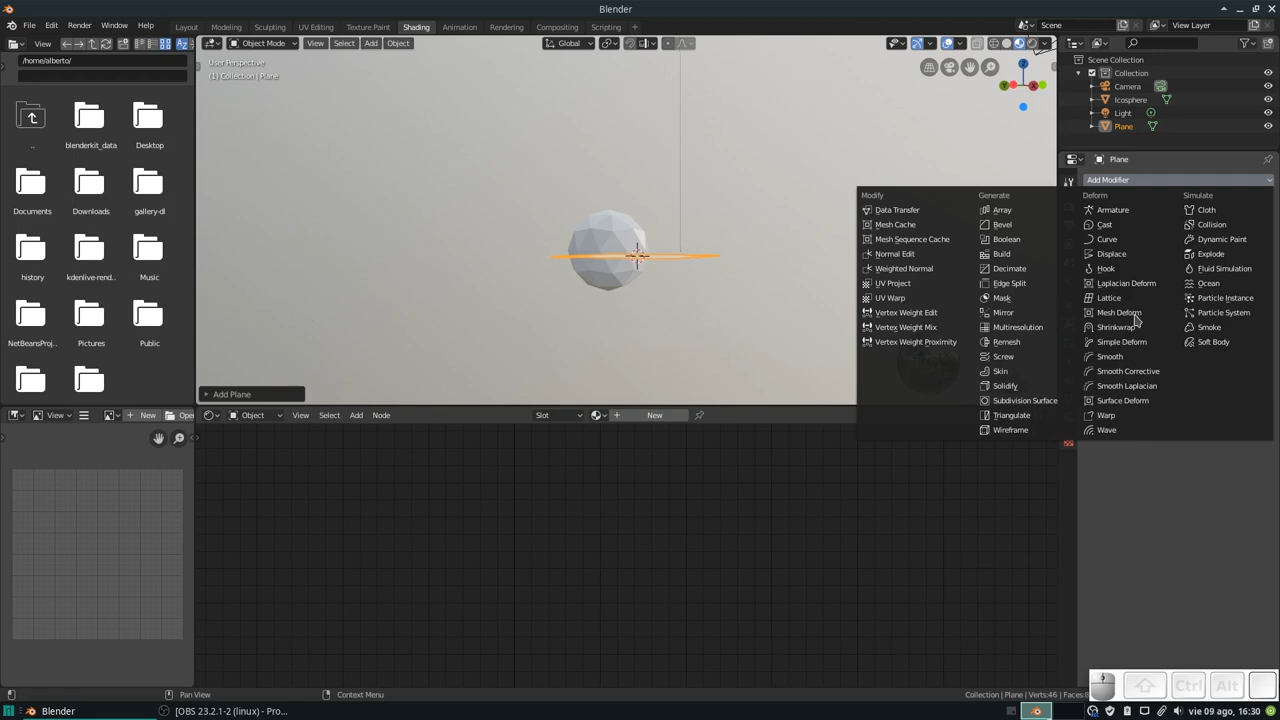 Blender
File Edit Render Window Help
Layout Modeling Sculpting UV Editing Texture Paint Shading Animation Rendering Compositing Scripting +
Scene
View Layer
View
Object Mode View Select Add Object
Global
/home/alberto/
User Perspective
(1) Collection | Plane
..
blenderkit_data
Desktop
Documents
Downloads
gallery-dl
history
kdenlive-rend...
Music
NetBeansProj...
Pictures
Public
Add Plane
Z
Y
X
Scene Collection
Collection
Camera
Icosphere
Light
Plane
Plane
Add Modifier
Modify
Data Transfer
Mesh Cache
Mesh Sequence Cache
Normal Edit
Weighted Normal
UV Project
UV Warp
Vertex Weight Edit
Vertex Weight Mix
Vertex Weight Proximity
Generate
Array
Bevel
Boolean
Build
Decimate
Edge Split
Mask
Mirror
Multiresolution
Remesh
Screw
Skin
Solidify
Subdivision Surface
Triangulate
Wireframe
Deform
Armature
Cast
Curve
Displace
Hook
Laplacian Deform
Lattice
Mesh Deform
Shrinkwrap
Simple Deform
Smooth
Smooth Corrective
Smooth Laplacian
Surface Deform
Warp
Wave
Simulate
Cloth
Collision
Dynamic Paint
Explode
Fluid Simulation
Ocean
Particle Instance
Particle System
Smoke
Soft Body
View
New
Open
Object View Select Add Node
Slot
New
Pan View
Context Menu
Collection | Plane | Verts:46 | Faces:8
Ctrl
Alt
Blender
[OBS 23.2.1-2 (linux) - Pro...
vie 09 ago, 16:30